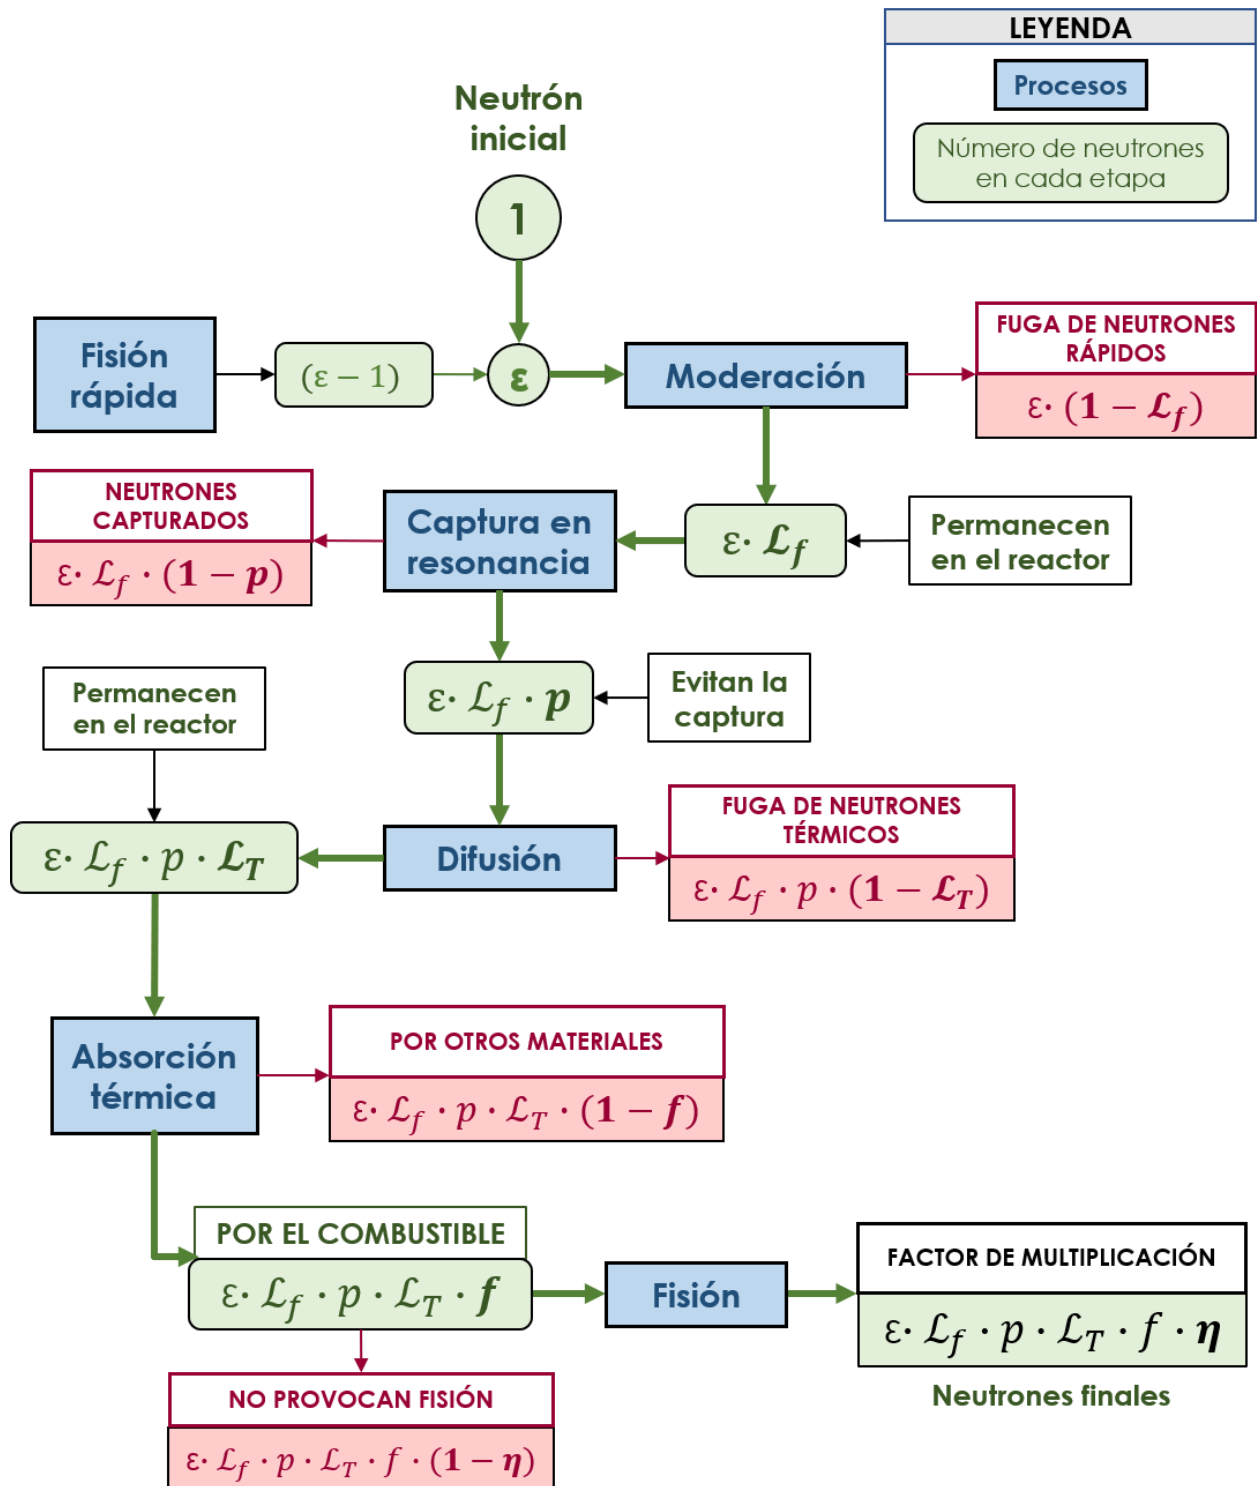 LEYENDA
Procesos
Número de neutrones
en cada etapa
Neutrón
inicial
1
Fisión
rápida
(ε − 1)
ε
Moderación
FUGA DE NEUTRONES
RÁPIDOS
ε· (1 − ℒf)
NEUTRONES
CAPTURADOS
ε· ℒf · (1 − p)
Captura en
resonancia
ε· ℒf
Permanecen
en el reactor
Permanecen
en el reactor
ε· ℒf · p
Evitan la
captura
ε· ℒf · p · ℒT
Difusión
FUGA DE NEUTRONES
TÉRMICOS
ε· ℒf · p · (1 − ℒT)
Absorción
térmica
POR OTROS MATERIALES
ε· ℒf · p · ℒT · (1 − f)
POR EL COMBUSTIBLE
ε· ℒf · p · ℒT · f
Fisión
FACTOR DE MULTIPLICACIÓN
ε· ℒf · p · ℒT · f · η
Neutrones finales
NO PROVOCAN FISIÓN
ε· ℒf · p · ℒT · f · (1 − η)